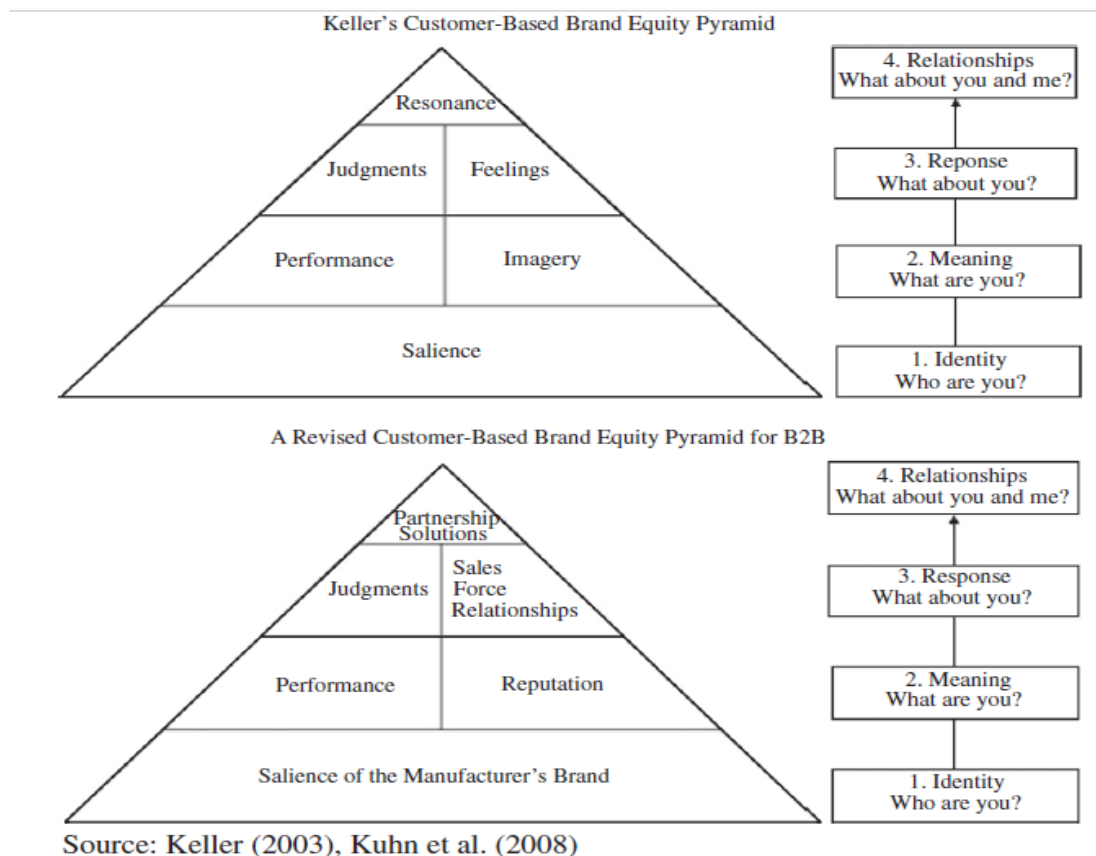 Keller's Customer-Based Brand Equity Pyramid
Resonance
Judgments
Feelings
Performance
Imagery
Salience
4. Relationships
What about you and me?
3. Reponse
What about you?
2. Meaning
What are you?
1. Identity
Who are you?
A Revised Customer-Based Brand Equity Pyramid for B2B
Partnership
Solutions
Judgments
Sales
Force
Relationships
Performance
Reputation
Salience of the Manufacturer's Brand
4. Relationships
What about you and me?
3. Response
What about you?
2. Meaning
What are you?
1. Identity
Who are you?
Source: Keller (2003), Kuhn et al. (2008)